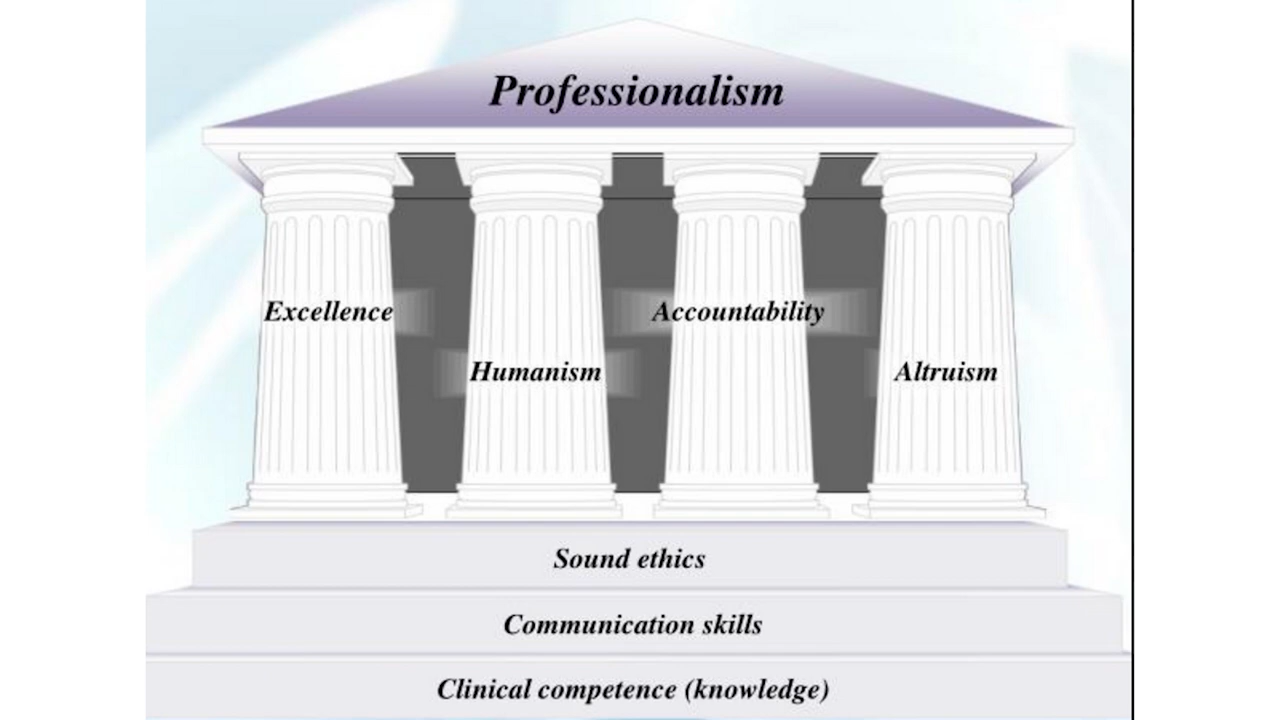 Professionalism
Excellence
Accountability
Humanism
Altruism
Sound ethics
Communication skills
Clinical competence (knowledge)